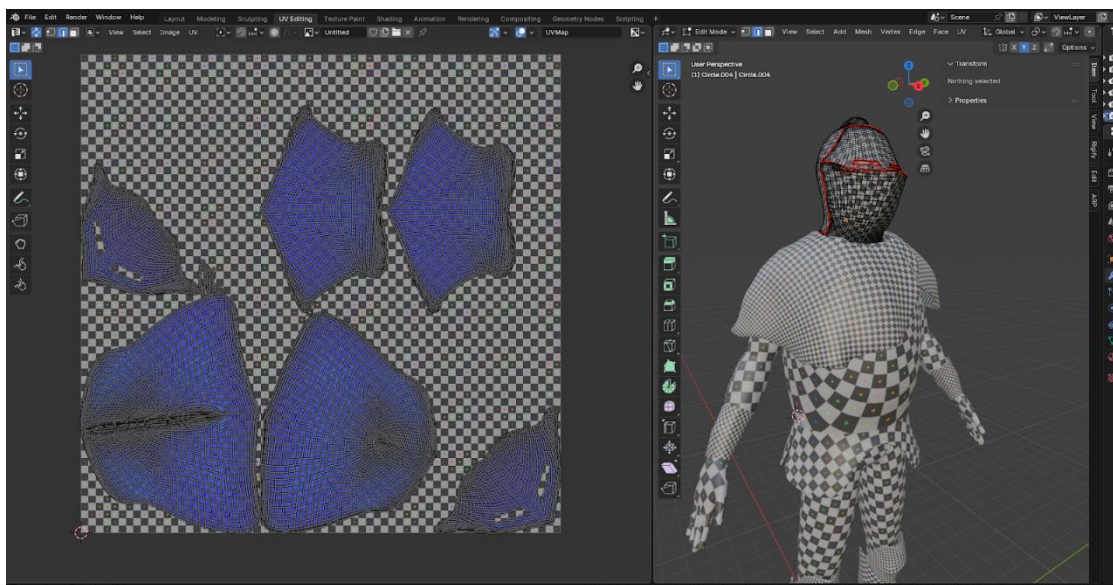 File Edit Render Window Help Layout Modeling Sculpting UV Editing Texture Paint Shading Animation Rendering Compositing Geometry Nodes Scripting + Scene ViewLayer
View Select Image UV Untitled UVMap Edit Mode View Select Add Mesh Vertex Edge Face UV Global
X Y Z Options
User Perspective
(1) Circle.004 | Circle.004
Transform
Nothing selected
Properties
Item
Tool
View
Rigify
Edit
ARP
Z